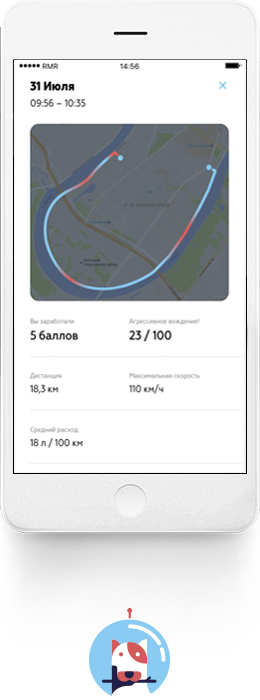 RMR 14:56
31 Июля
09:56 – 10:35
Вы заработали Агрессивное вождение!
5 баллов 23 / 100
Дистанция Максимальная скорость
18,3 км 110 км/ч
Средний расход
18 л / 100 км